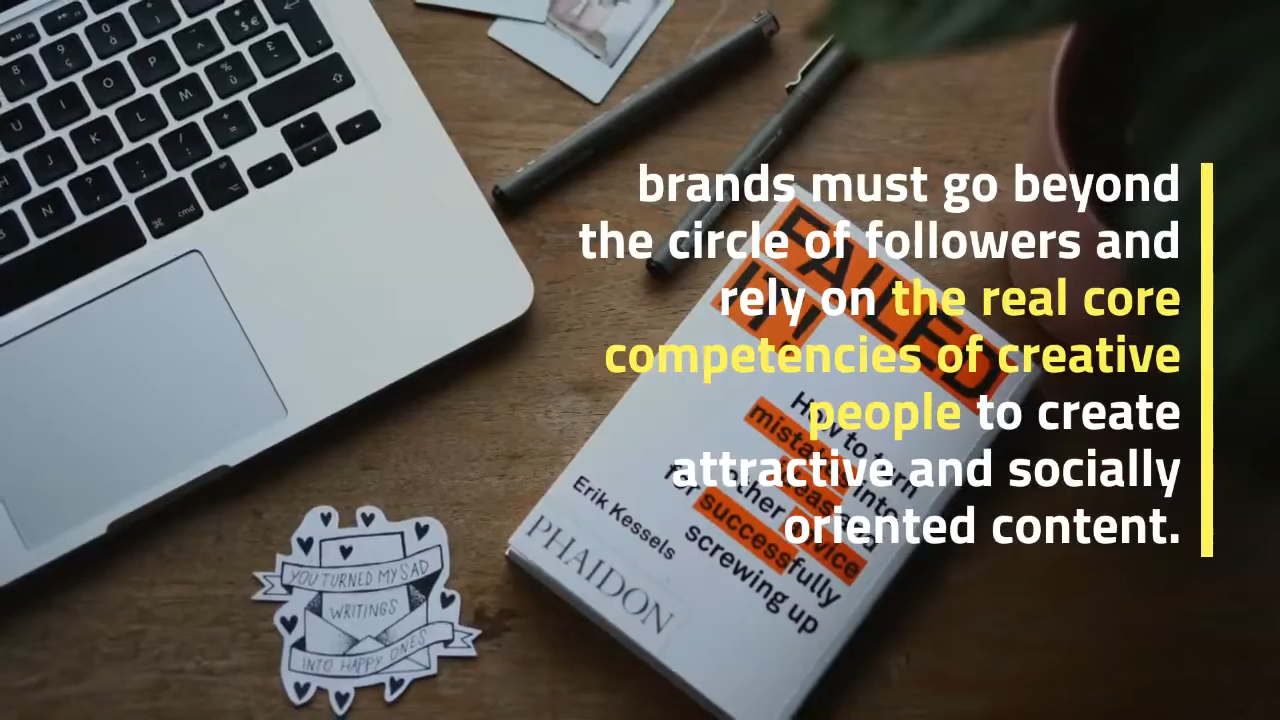 brands must go beyond
the circle of followers and
rely on the real core
competencies of creative
people to create
attractive and socially
oriented content.
FAILED
IT!
How to turn
mistakes into
ideas and
other advice
for successfully
screwing up
Erik Kessels
PHAIDON
YOU TURNED MY SAD
WRITINGS
INTO HAPPY ONES